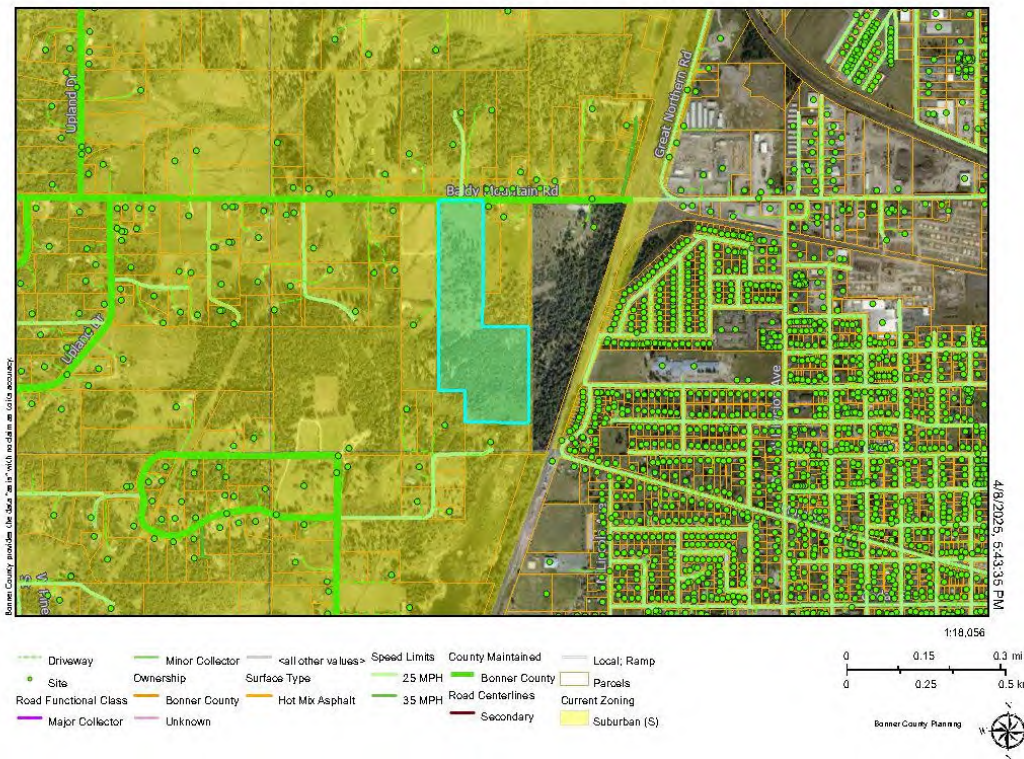 Upland Dr
Great Northern Rd
Baldy Mountain Rd
Upland Dr
Bonner County provides the data "as is" with no claim as to its accuracy.
4/8/2025, 5:43:35 PM
1:18,056
Driveway
Site
Road Functional Class
Major Collector
Minor Collector
Ownership
Bonner County
Unknown
<all other values>
Surface Type
Hot Mix Asphalt
Speed Limits
25 MPH
35 MPH
County Maintained
Bonner County
Road Centerlines
Secondary
Local; Ramp
Parcels
Current Zoning
Suburban (S)
0 0.15 0.3 mi
0 0.25 0.5 k
Bonner County Planning